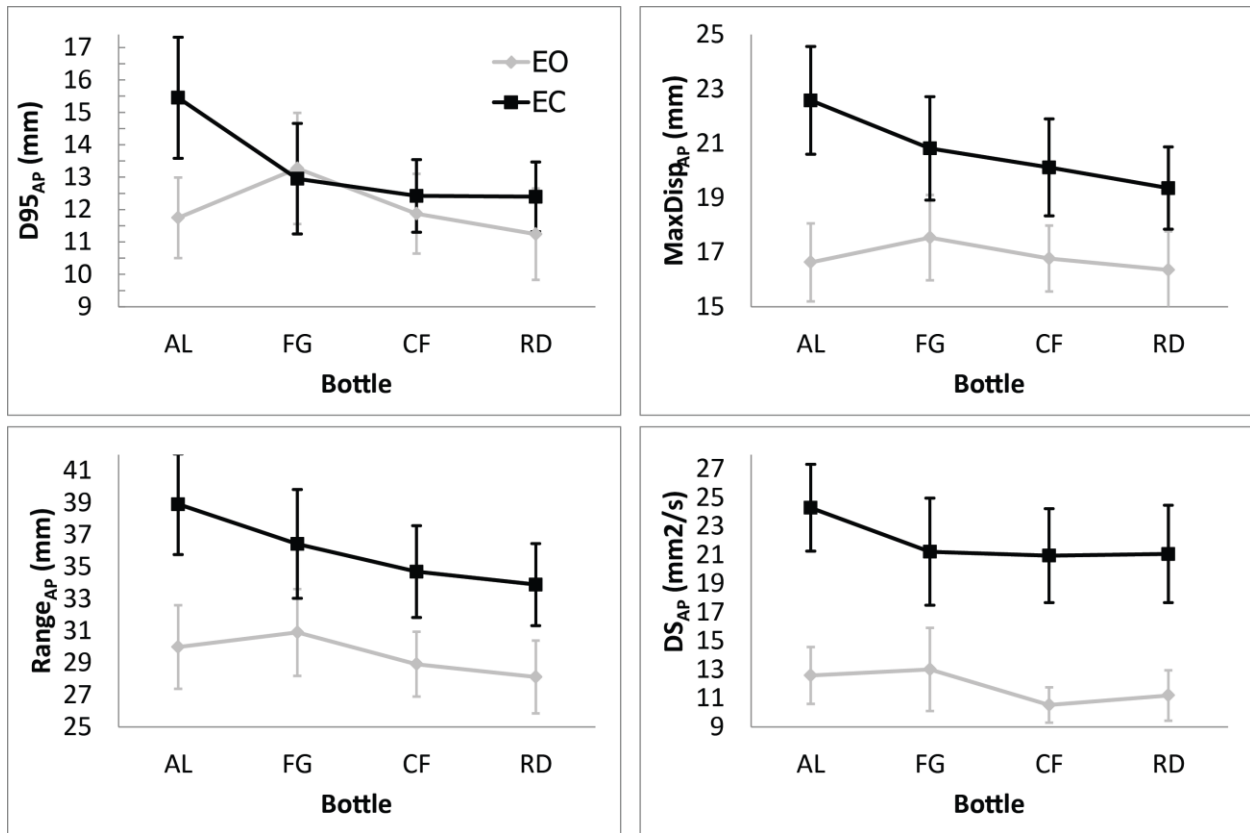 D95AP (mm)
17
16
15
14
13
12
11
10
9
EO
EC
AL FG CF RD
Bottle
MaxDispAP (mm)
25
23
21
19
17
15
AL FG CF RD
Bottle
RangeAP (mm)
41
39
37
35
33
31
29
27
25
AL FG CF RD
Bottle
DSAP (mm2/s)
27
25
23
21
19
17
15
13
11
9
AL FG CF RD
Bottle